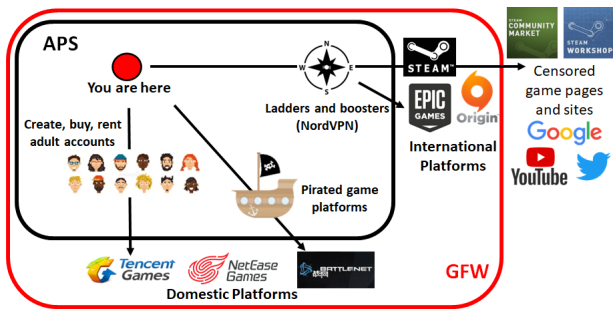 APS
You are here
Create, buy, rent
adult accounts
N
W
E
S
Ladders and boosters
(NordVPN)
Pirated game
platforms
STEAM™
EPIC
GAMES
Origin
International
Platforms
STEAM
COMMUNITY
MARKET
STEAM
WORKSHOP
Censored
game pages
and sites
Google
YouTube
Tencent
Games
NetEase
Games
BATTLENET
Domestic Platforms
GFW